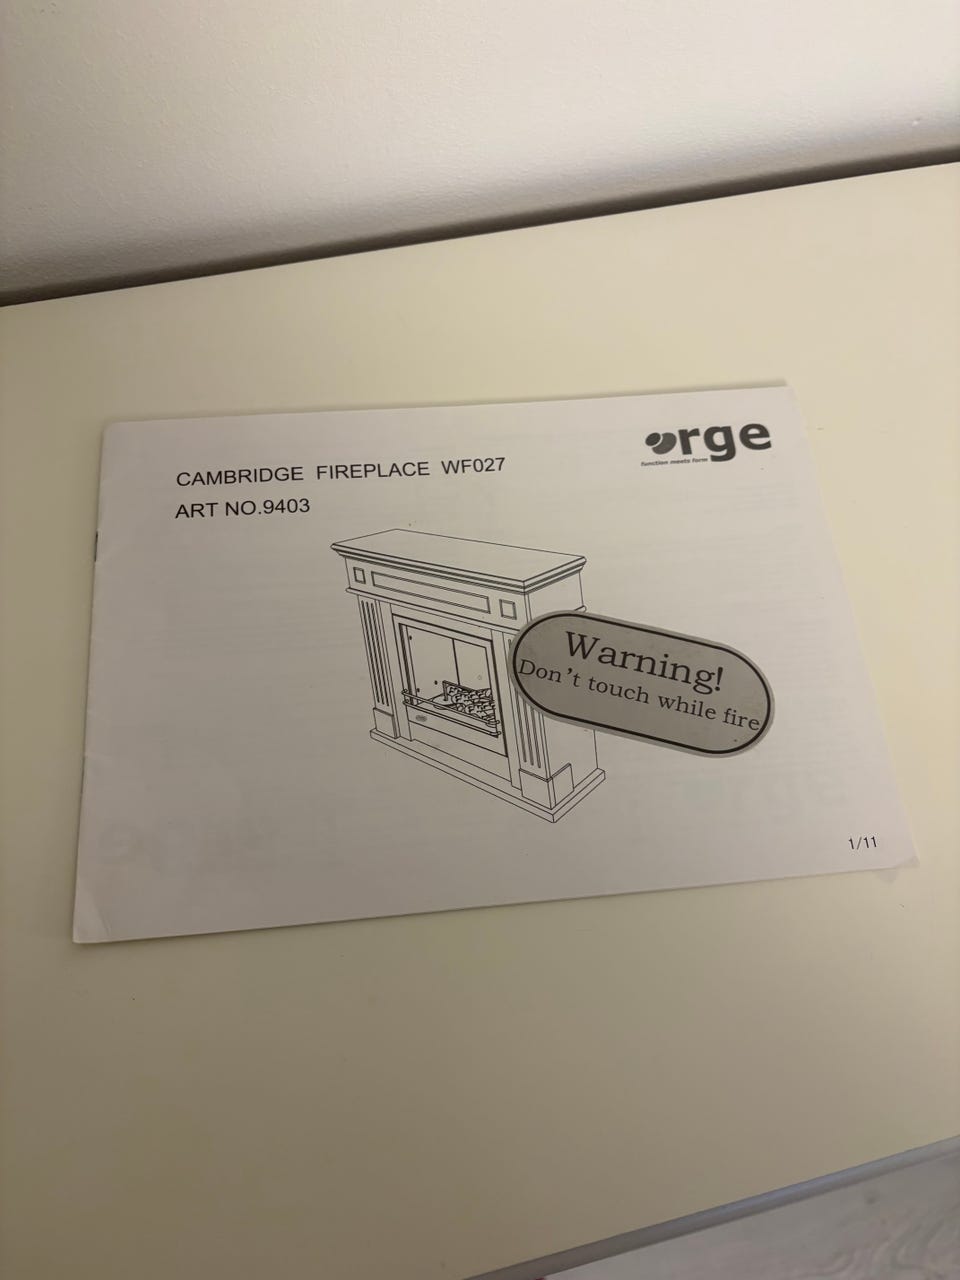 CAMBRIDGE FIREPLACE WF027
ART NO.9403
orge
function meets form
Warning!
Don't touch while fire
1/11